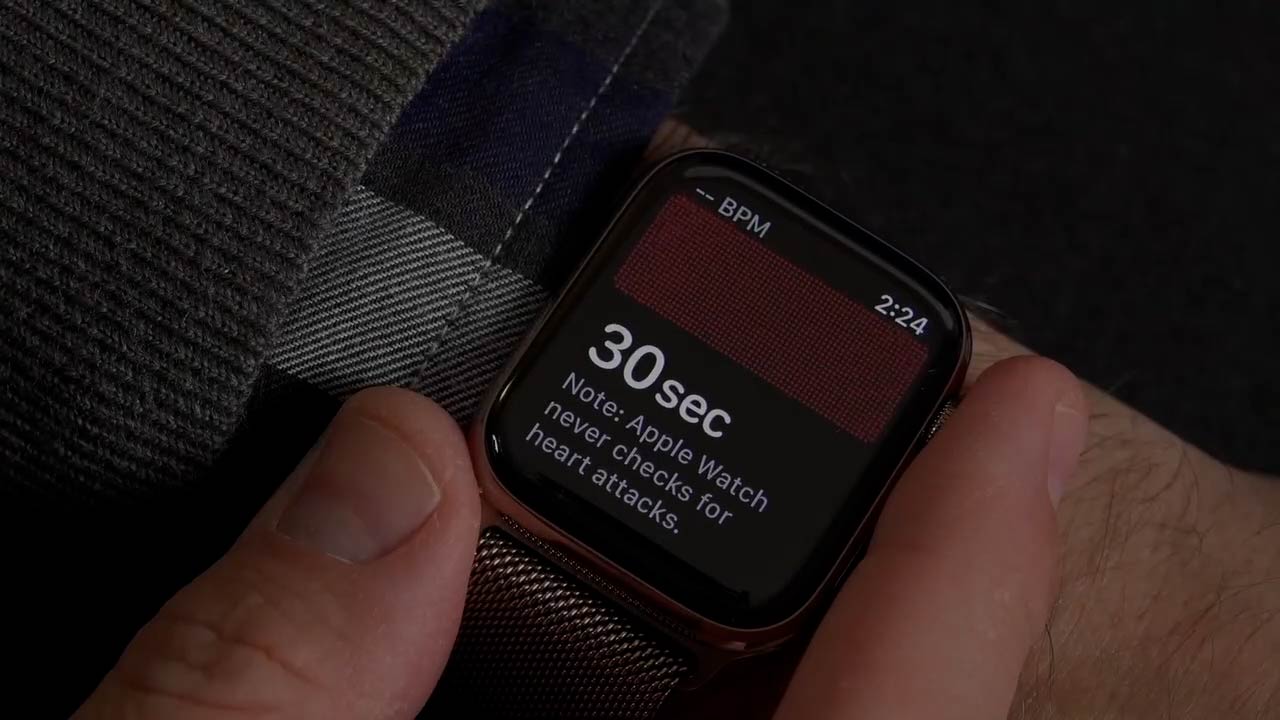 -- BPM
2:24
30sec
Note: Apple Watch
never checks for
heart attacks.